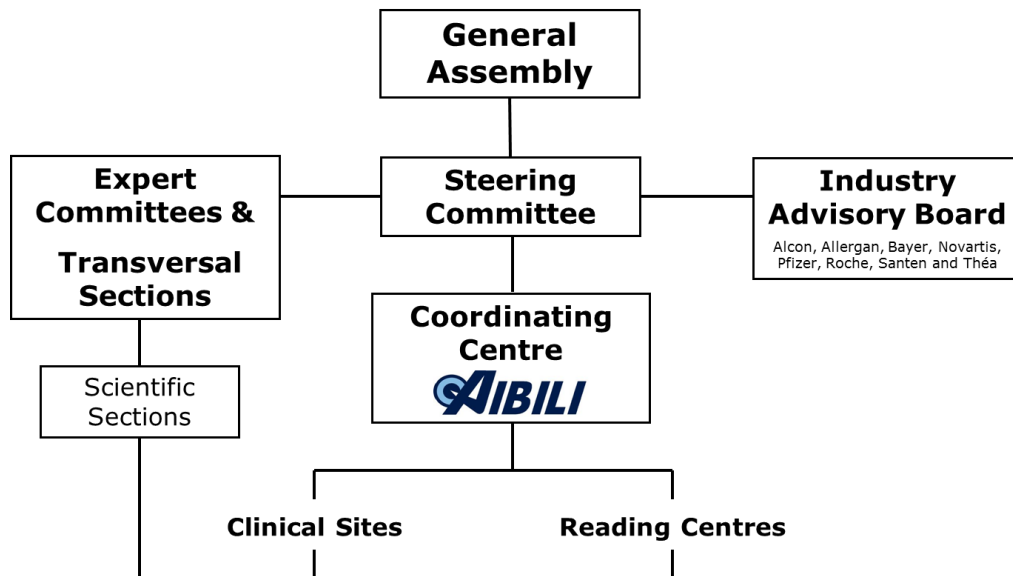 General
Assembly
Expert
Committees &
Transversal
Sections
Steering
Committee
Industry
Advisory Board
Alcon, Allergan, Bayer, Novartis,
Pfizer, Roche, Santen and Théa
Coordinating
Centre
AIBILI
Scientific
Sections
Clinical Sites
Reading Centres